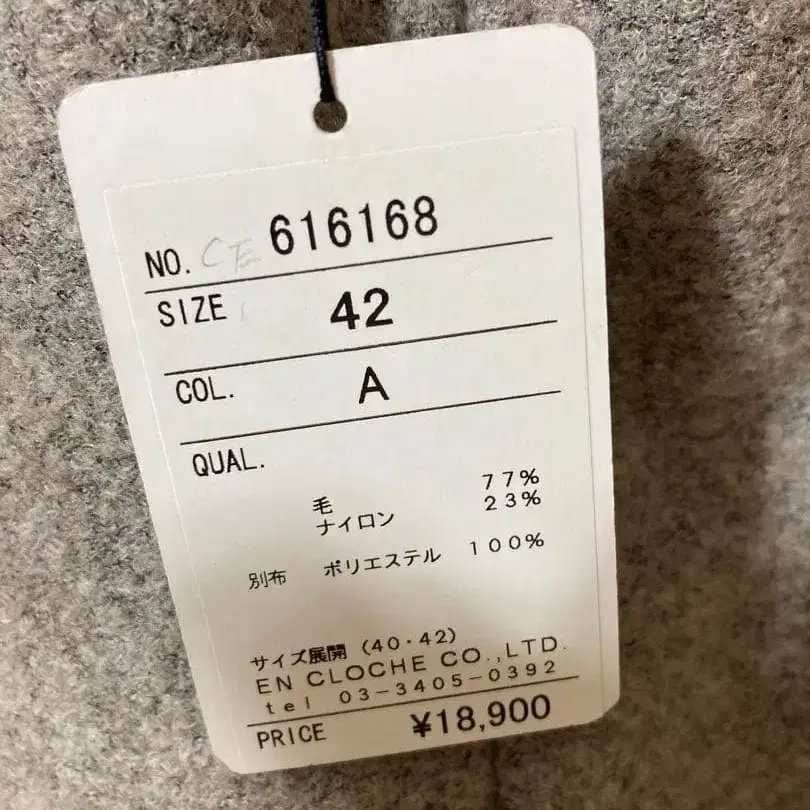 NO. CE 616168
SIZE 42
COL. A
QUAL.
毛 77%
ナイロン 23%
別布 ポリエステル 100%
サイズ展開 (40・42)
EN CLOCHE CO.,LTD.
tel 03-3405-0392
PRICE ¥18,900